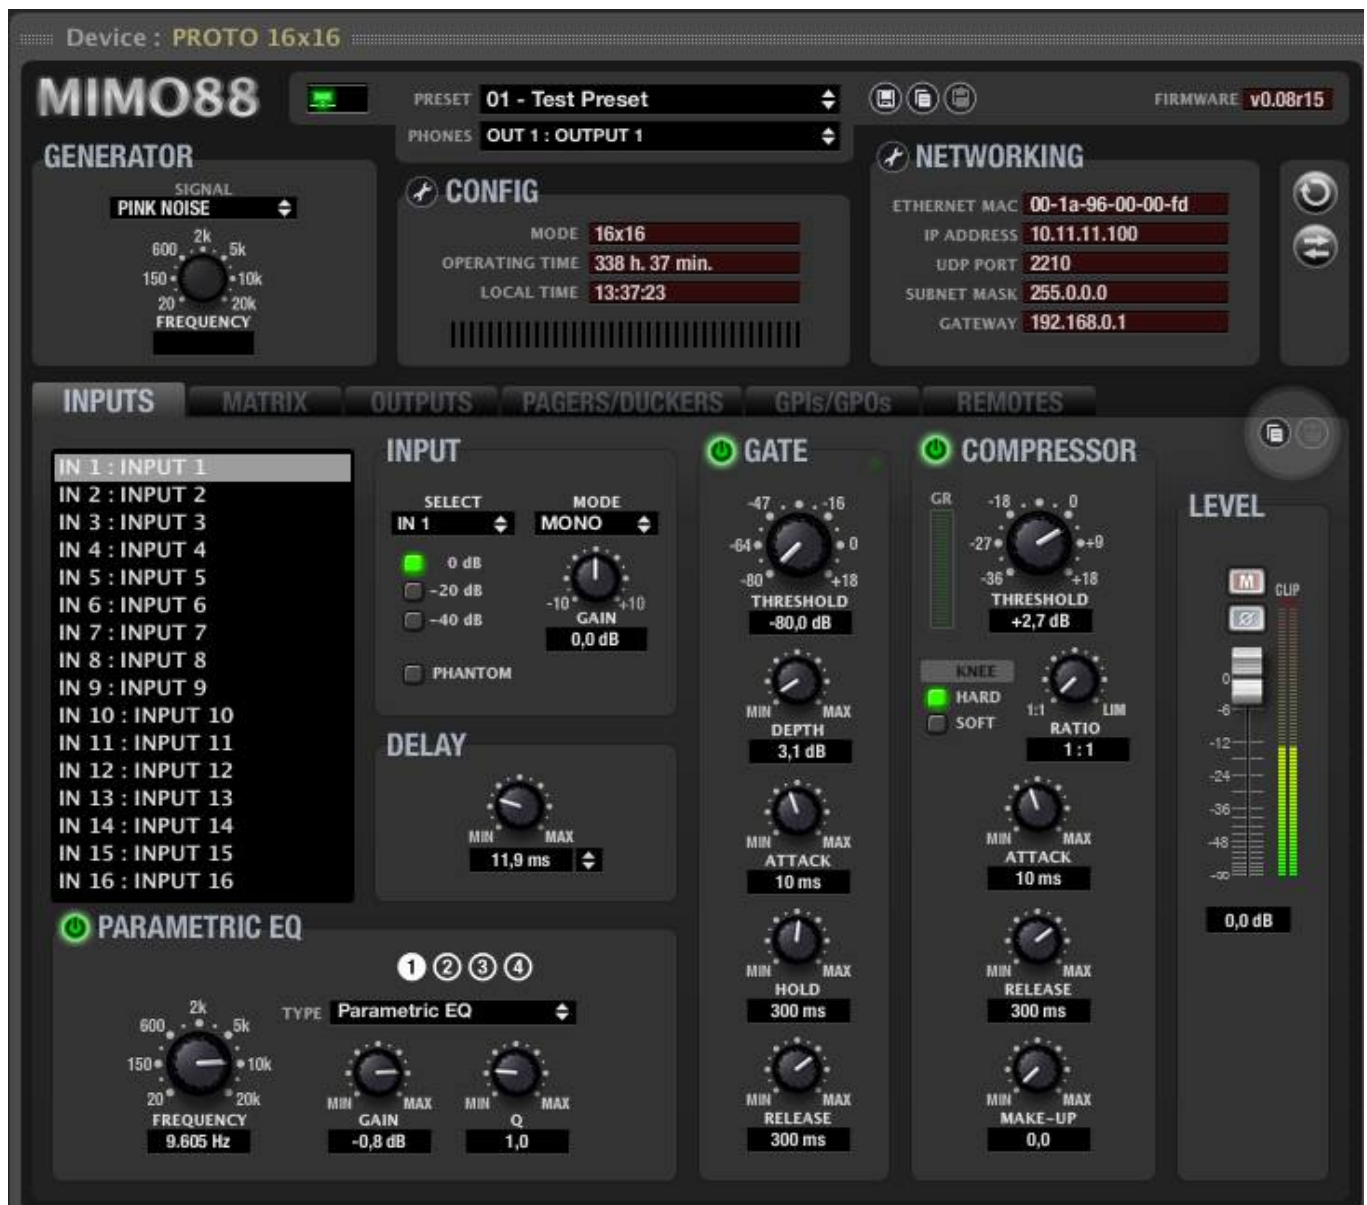 Device : PROTO 16x16
MIMO88
PRESET 01 - Test Preset
FIRMWARE v0.08r15
PHONES OUT 1 : OUTPUT 1
GENERATOR
SIGNAL
PINK NOISE
2k
600 5k
150 10k
20 20k
FREQUENCY
CONFIG
MODE 16x16
OPERATING TIME 338 h. 37 min.
LOCAL TIME 13:37:23
NETWORKING
ETHERNET MAC 00-1a-96-00-00-fd
IP ADDRESS 10.11.11.100
UDP PORT 2210
SUBNET MASK 255.0.0.0
GATEWAY 192.168.0.1
INPUTS MATRIX OUTPUTS PAGERS/DUCKERS GPIs/GPOs REMOTES
IN 1 : INPUT 1
IN 2 : INPUT 2
IN 3 : INPUT 3
IN 4 : INPUT 4
IN 5 : INPUT 5
IN 6 : INPUT 6
IN 7 : INPUT 7
IN 8 : INPUT 8
IN 9 : INPUT 9
IN 10 : INPUT 10
IN 11 : INPUT 11
IN 12 : INPUT 12
IN 13 : INPUT 13
IN 14 : INPUT 14
IN 15 : INPUT 15
IN 16 : INPUT 16
INPUT
SELECT MODE
IN 1 MONO
0 dB
-20 dB
-40 dB
-10 +10
GAIN
0,0 dB
PHANTOM
DELAY
MIN MAX
11,9 ms
PARAMETRIC EQ
1 2 3 4
TYPE Parametric EQ
2k
600 5k
150 10k
20 20k
FREQUENCY
9.605 Hz
MIN MAX
GAIN
-0,8 dB
MIN MAX
Q
1,0
GATE
-47 -16
-64 0
-80 +18
THRESHOLD
-80,0 dB
MIN MAX
DEPTH
3,1 dB
MIN MAX
ATTACK
10 ms
MIN MAX
HOLD
300 ms
MIN MAX
RELEASE
300 ms
COMPRESSOR
GR
-18 0
-27 +9
-36 +18
THRESHOLD
+2,7 dB
KNEE
HARD
SOFT
1:1 LIM
RATIO
1 : 1
MIN MAX
ATTACK
10 ms
MIN MAX
RELEASE
300 ms
MIN MAX
MAKE-UP
0,0
LEVEL
M
CLIP
0
-6
-12
-24
-36
-48
-∞
0,0 dB